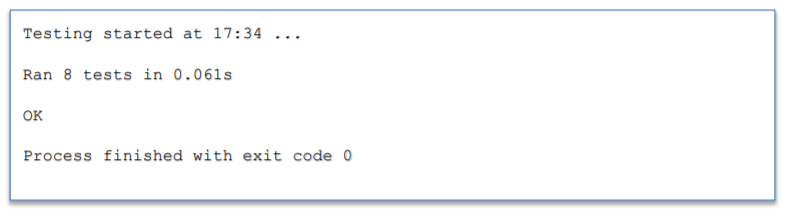 Testing started at 17:34 ...
Ran 8 tests in 0.061s
OK
Process finished with exit code 0